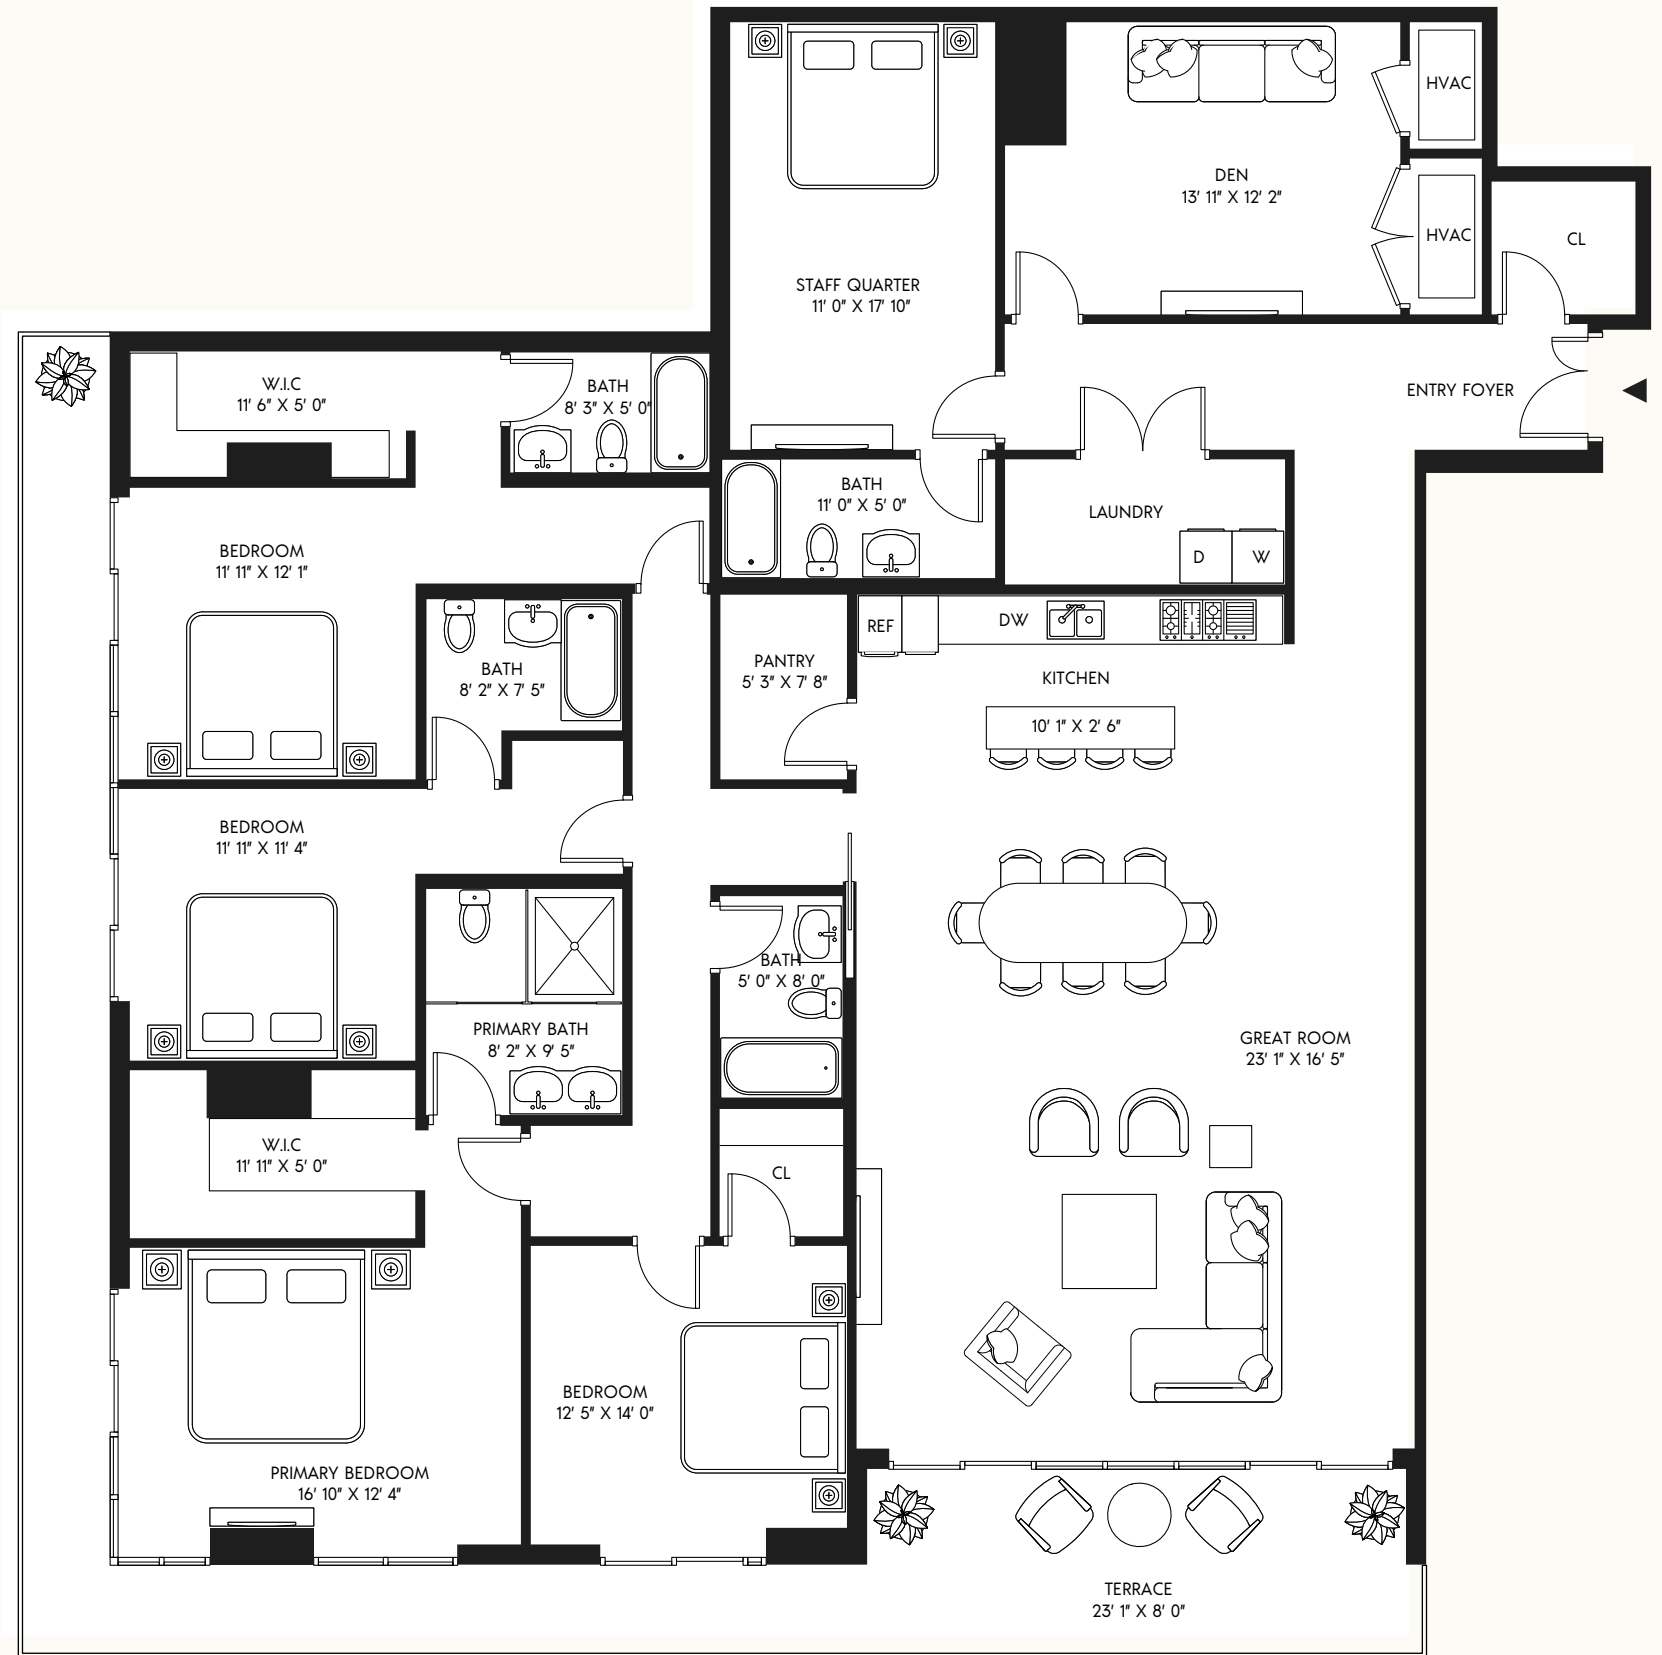 HVAC
DEN
13' 11" X 12' 2"
HVAC
CL
STAFF QUARTER
11' 0" X 17' 10"
W.I.C
11' 6" X 5' 0"
BATH
8' 3" X 5' 0"
ENTRY FOYER
BATH
11' 0" X 5' 0"
LAUNDRY
D
W
BEDROOM
11' 11" X 12' 1"
REF
DW
BATH
8' 2" X 7' 5"
PANTRY
5' 3" X 7' 8"
KITCHEN
10' 1" X 2' 6"
BEDROOM
11' 11" X 11' 4"
BATH
5' 0" X 8' 0"
PRIMARY BATH
8' 2" X 9' 5"
GREAT ROOM
23' 1" X 16' 5"
W.I.C
11' 11" X 5' 0"
CL
BEDROOM
12' 5" X 14' 0"
PRIMARY BEDROOM
16' 10" X 12' 4"
TERRACE
23' 1" X 8' 0"